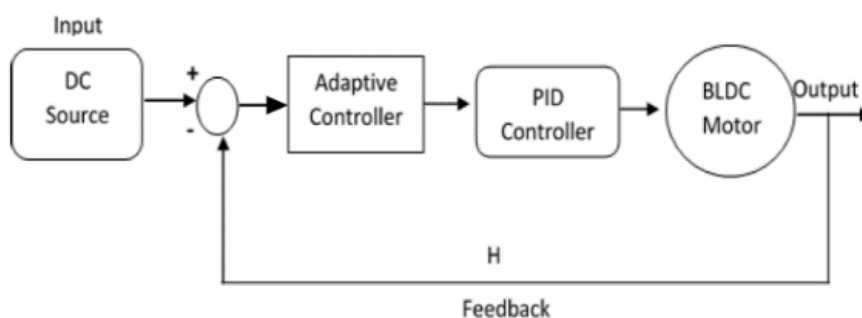 Input
DC
Source
+
-
Adaptive
Controller
PID
Controller
BLDC
Motor
Output
H
Feedback